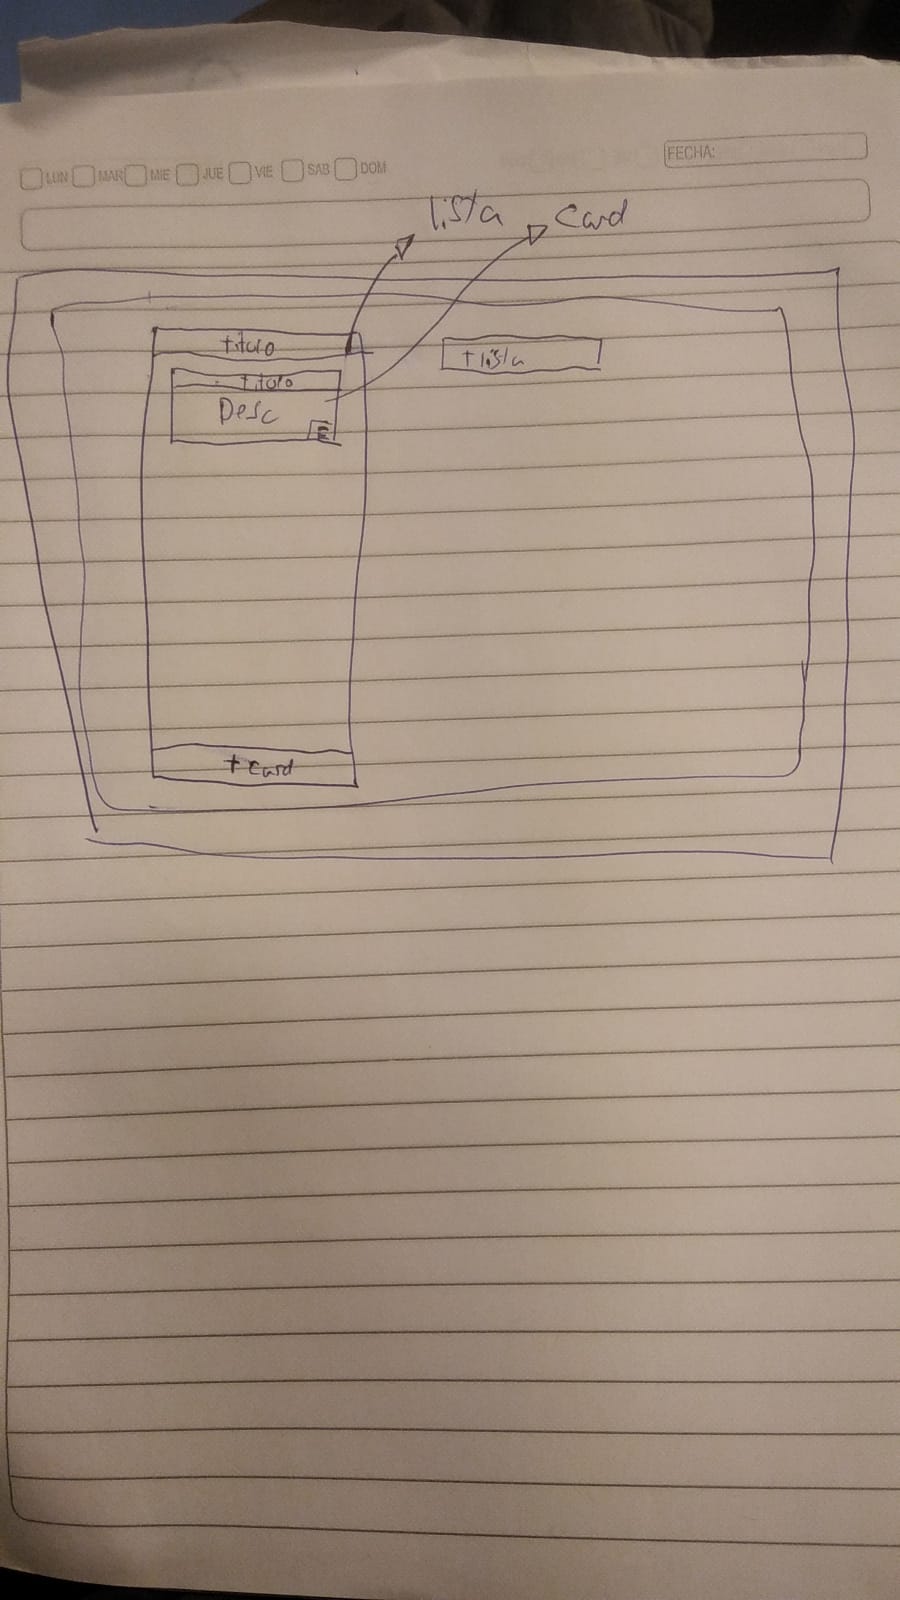 LUN MAR MIE JUE VIE SAB DOM
FECHA:
lista
Card
titulo
+ lista
titulo
Desc
E
+ Card